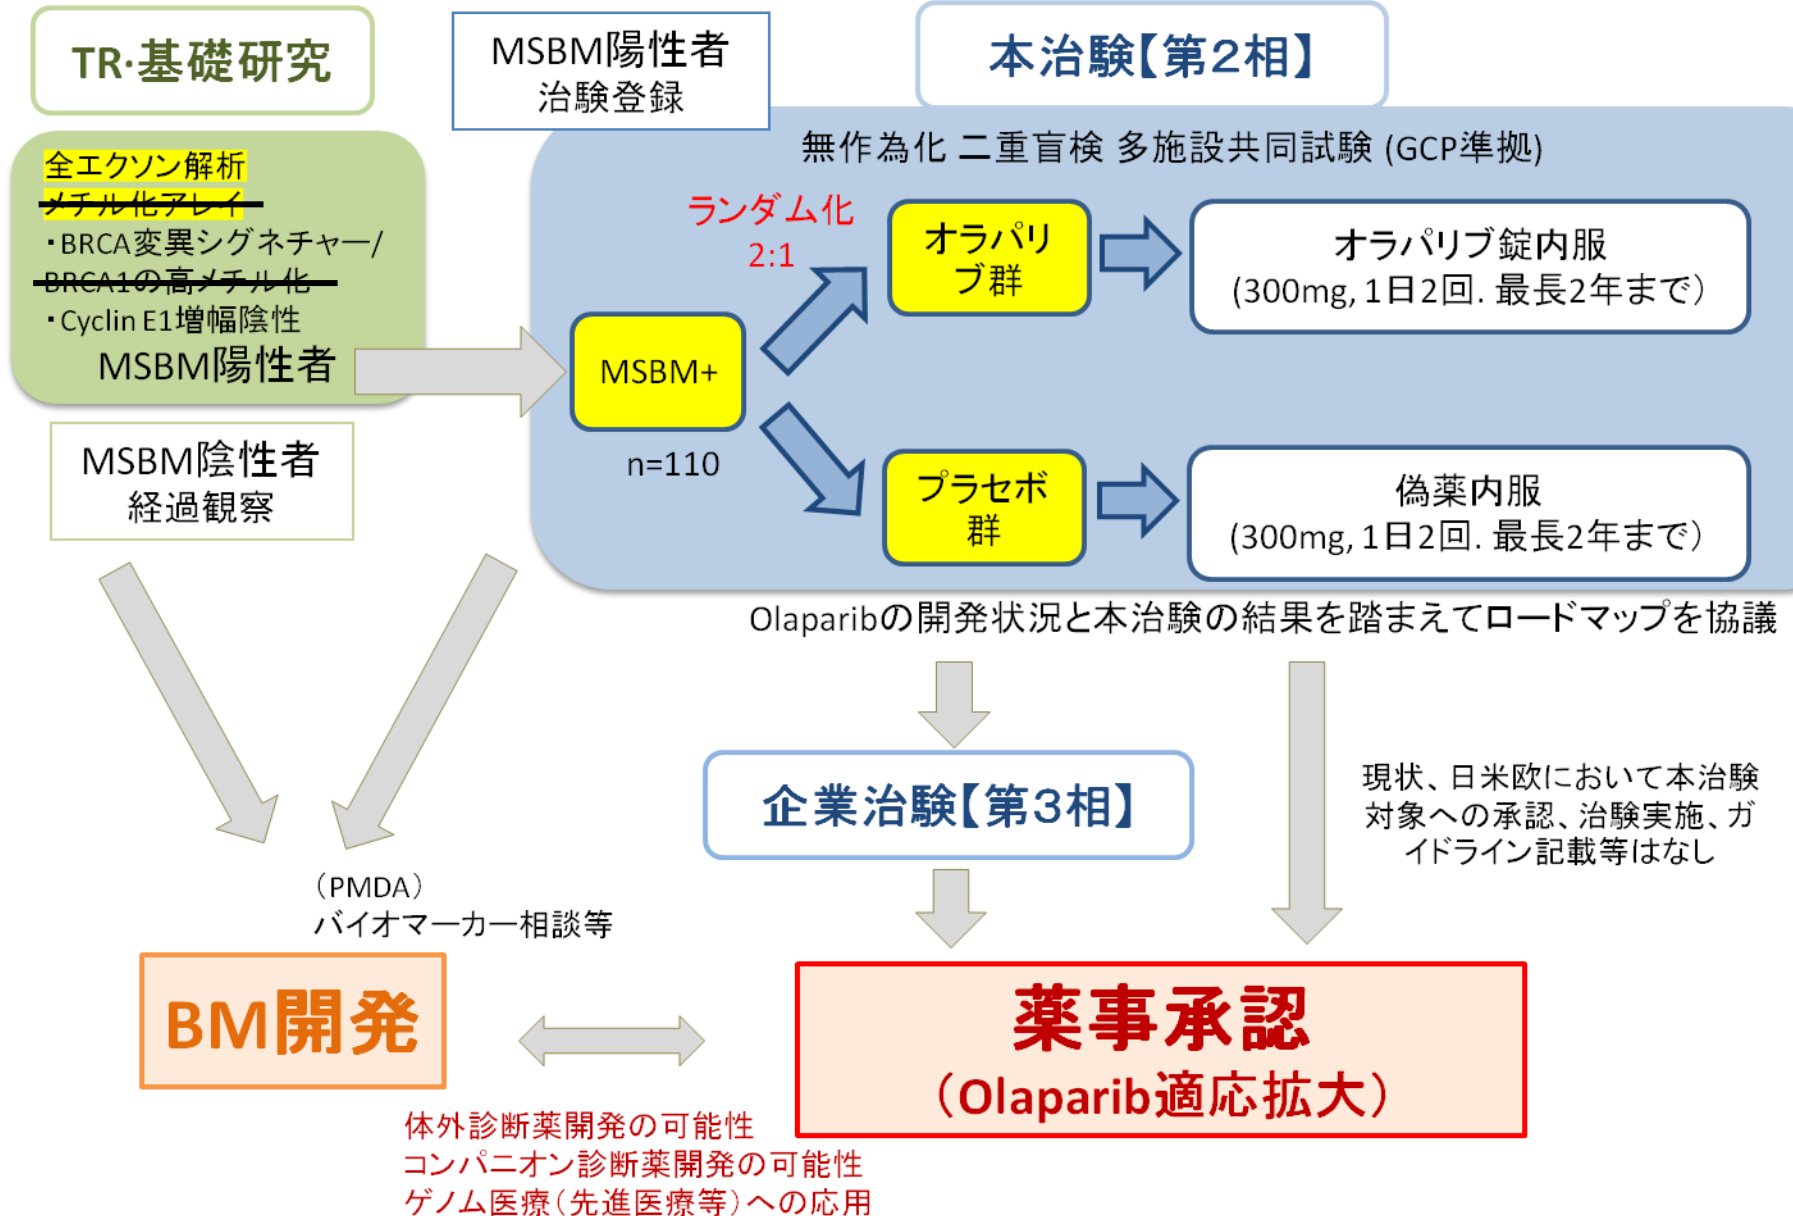 TR·基礎研究
全エクソン解析
メチル化アレイ
・BRCA変異シグネチャー/
BRCA1の高メチル化
・Cyclin E1増幅陰性
MSBM陽性者
MSBM陰性者
経過観察
MSBM陽性者
治験登録
本治験【第2相】
無作為化 二重盲検 多施設共同試験 (GCP準拠)
ランダム化
2:1
MSBM+
n=110
オラパリ
ブ群
オラパリブ錠内服
(300mg, 1日2回. 最長2年まで）
プラセボ
群
偽薬内服
(300mg, 1日2回. 最長2年まで）
Olaparibの開発状況と本治験の結果を踏まえてロードマップを協議
企業治験【第3相】
現状、日米欧において本治験
対象への承認、治験実施、ガ
イドライン記載等はなし
（PMDA）
バイオマーカー相談等
BM開発
薬事承認
（Olaparib適応拡大）
体外診断薬開発の可能性
コンパニオン診断薬開発の可能性
ゲノム医療（先進医療等）への応用